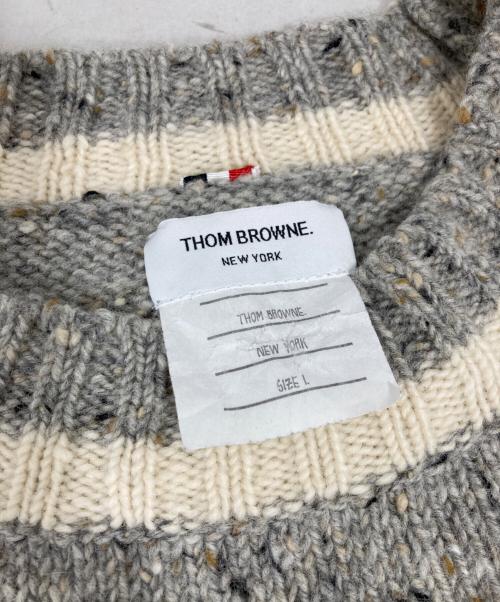 THOM BROWNE.
NEW YORK
THOM BROWNE
NEW YORK
SIZE L